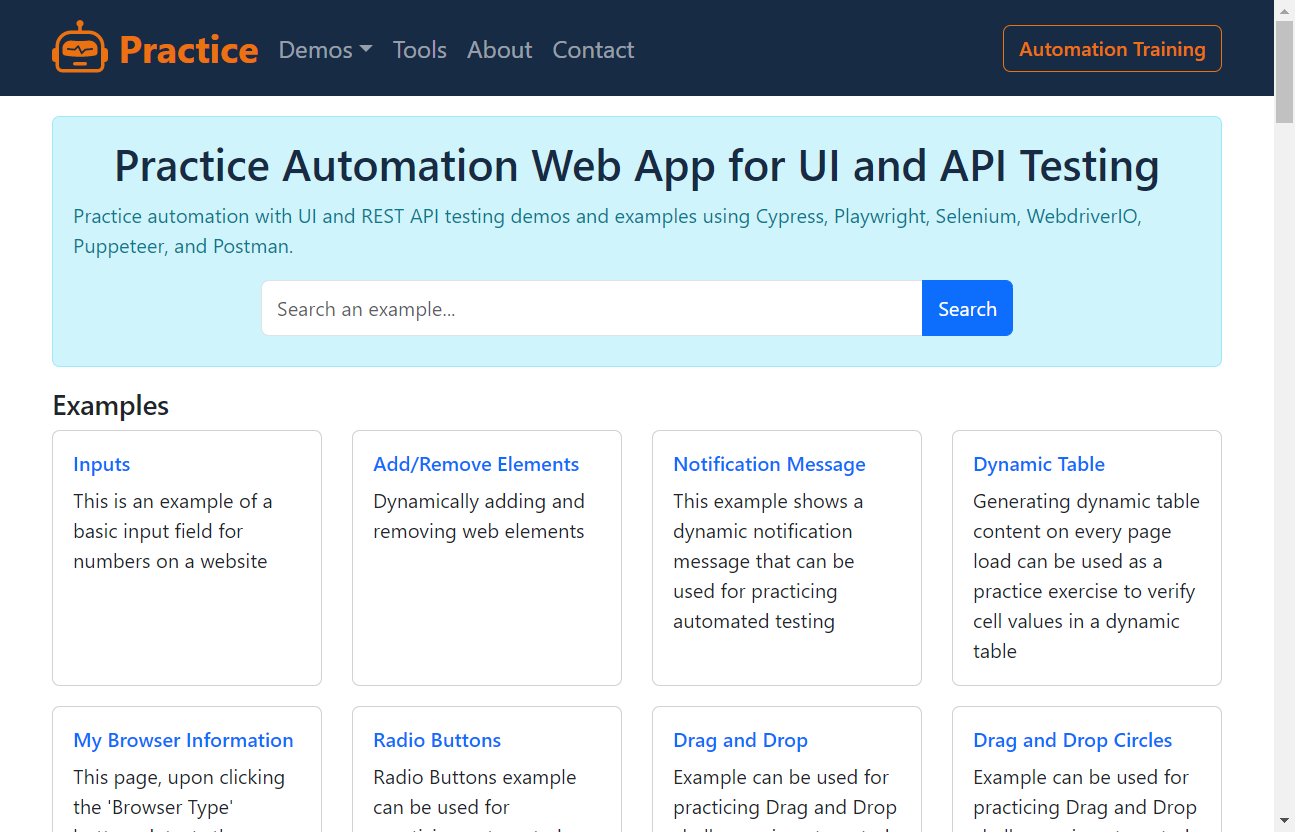 Practice Demos Tools About Contact Automation Training
Practice Automation Web App for UI and API Testing
Practice automation with UI and REST API testing demos and examples using Cypress, Playwright, Selenium, WebdriverIO,
Puppeteer, and Postman.
Search an example... Search
Examples
Inputs
This is an example of a
basic input field for
numbers on a website
Add/Remove Elements
Dynamically adding and
removing web elements
Notification Message
This example shows a
dynamic notification
message that can be
used for practicing
automated testing
Dynamic Table
Generating dynamic table
content on every page
load can be used as a
practice exercise to verify
cell values in a dynamic
table
My Browser Information
This page, upon clicking
the 'Browser Type'
Radio Buttons
Radio Buttons example
can be used for
Drag and Drop
Example can be used for
practicing Drag and Drop
Drag and Drop Circles
Example can be used for
practicing Drag and Drop